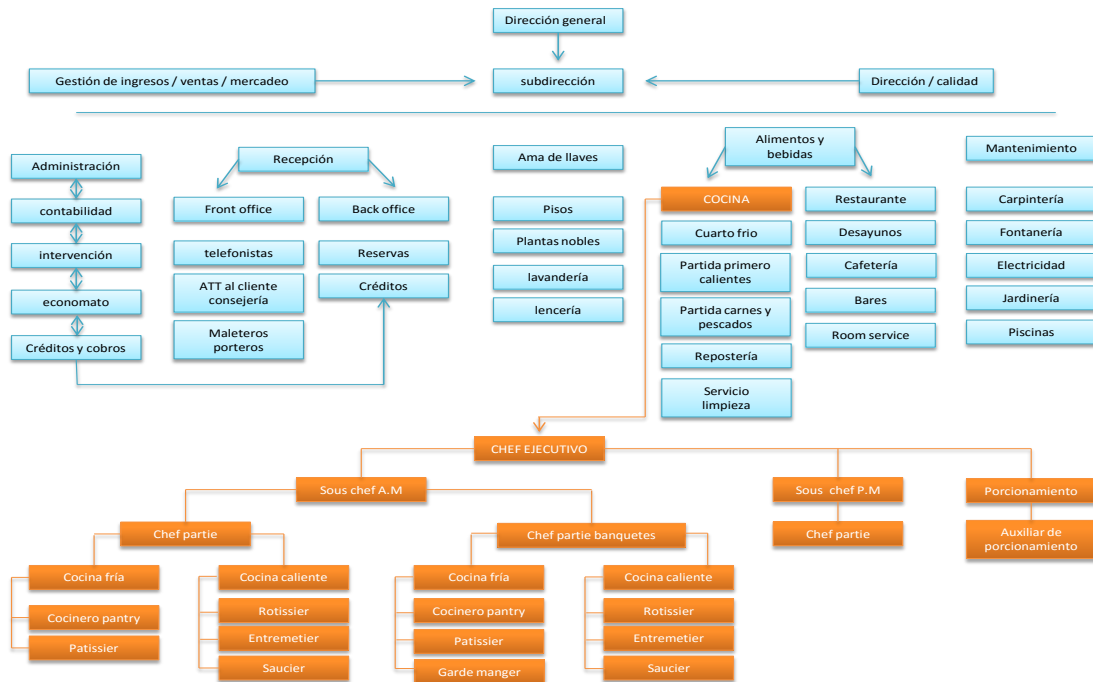 Dirección general
Gestión de ingresos / ventas / mercadeo
subdirección
Dirección / calidad
Administración
contabilidad
intervención
economato
Créditos y cobros
Recepción
Front office
telefonistas
ATT al cliente
consejería
Maleteros
porteros
Back office
Reservas
Créditos
Ama de llaves
Pisos
Plantas nobles
lavandería
lencería
Alimentos y
bebidas
COCINA
Cuarto frio
Partida primero
calientes
Partida carnes y
pescados
Repostería
Servicio
limpieza
Restaurante
Desayunos
Cafetería
Bares
Room service
Mantenimiento
Carpintería
Fontanería
Electricidad
Jardinería
Piscinas
CHEF EJECUTIVO
Sous chef A.M
Sous chef P.M
Porcionamiento
Chef partie
Chef partie banquetes
Chef partie
Auxiliar de
porcionamiento
Cocina fría
Cocinero pantry
Patissier
Cocina caliente
Rotissier
Entremetier
Saucier
Cocina fría
Cocinero pantry
Patissier
Garde manger
Cocina caliente
Rotissier
Entremetier
Saucier